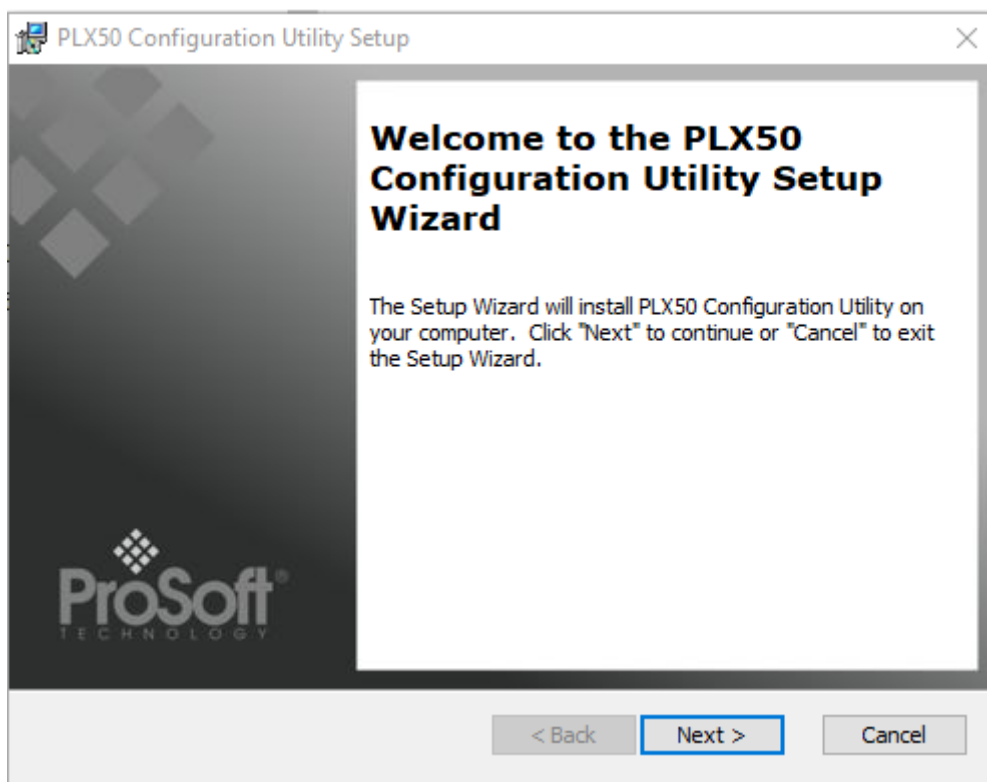 PLX50 Configuration Utility Setup
Welcome to the PLX50
Configuration Utility Setup
Wizard
The Setup Wizard will install PLX50 Configuration Utility on
your computer. Click "Next" to continue or "Cancel" to exit
the Setup Wizard.
ProSoft®
TECHNOLOGY
< Back Next > Cancel